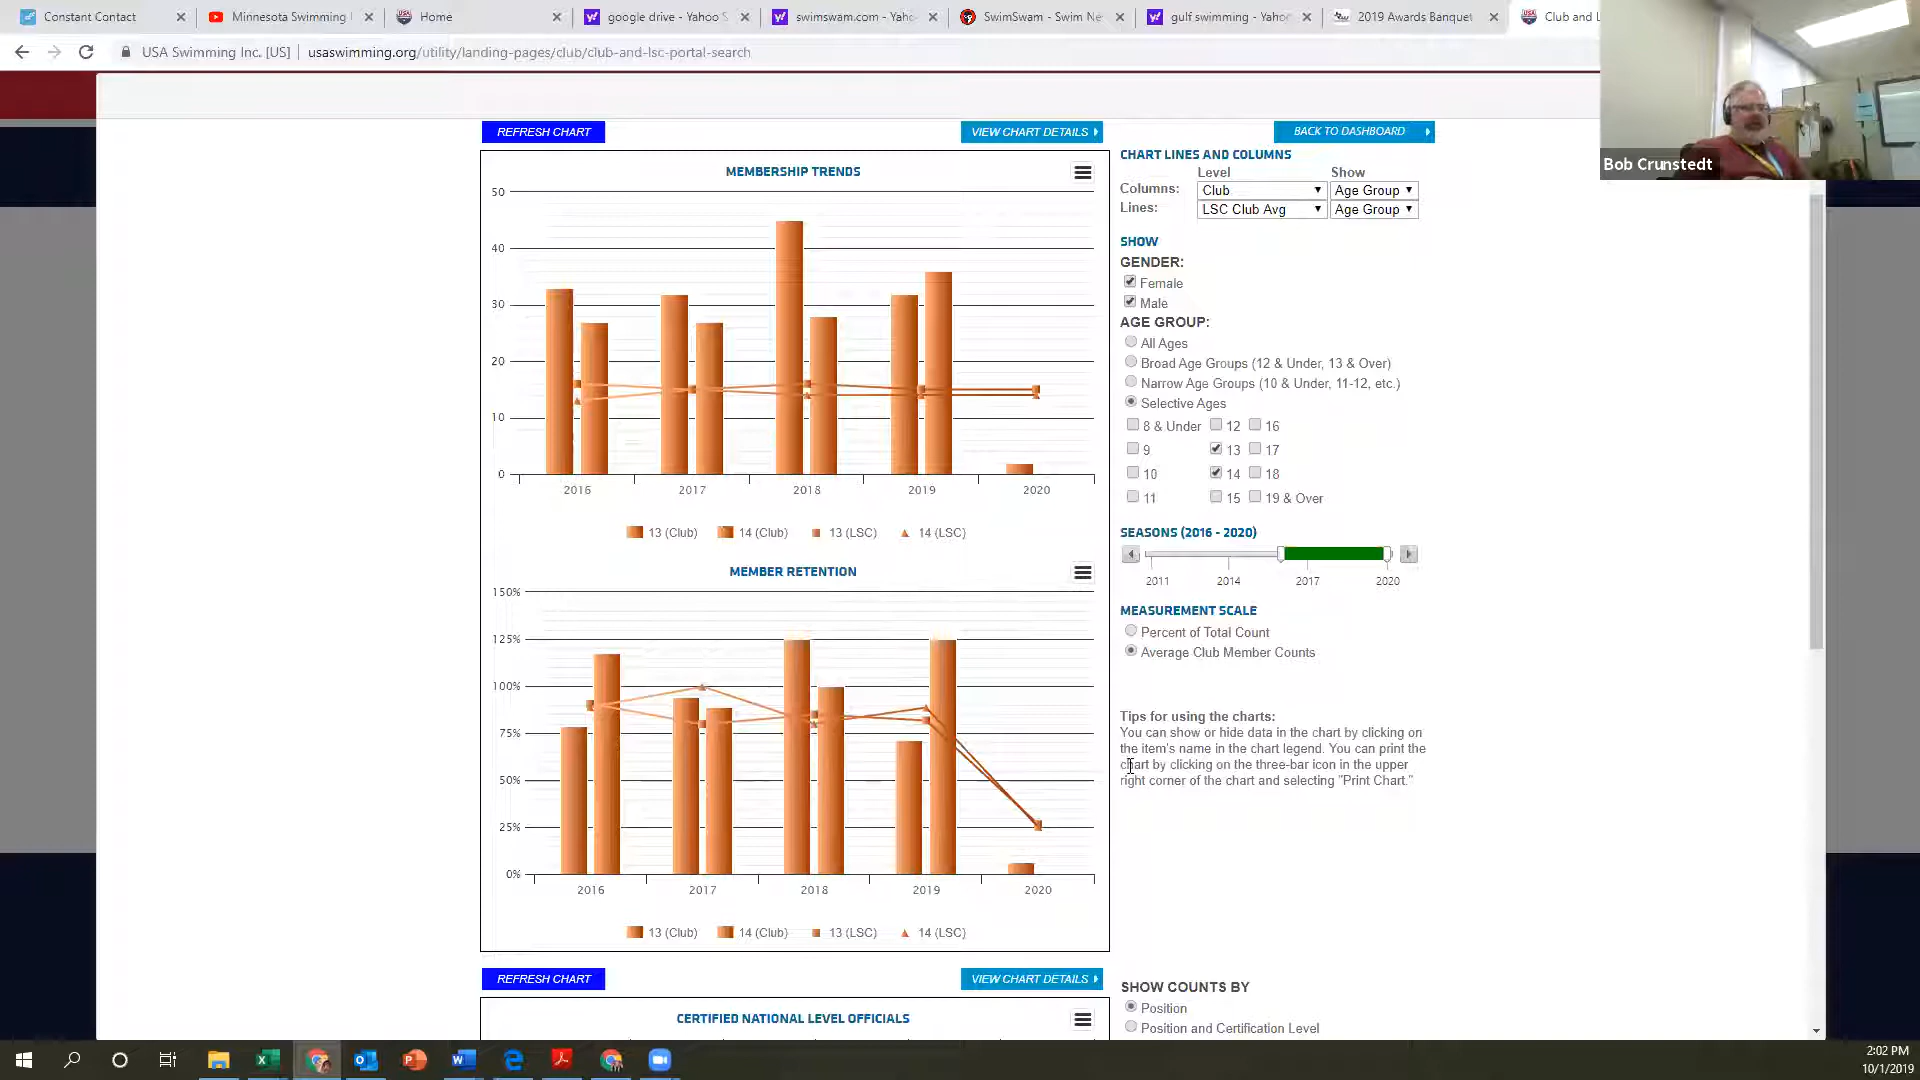 Constant Contact
Minnesota Swimming
Home
google drive - Yahoo S
swimswam.com - Yaho
SwimSwam - Swim Ne
gulf swimming - Yahoo
2019 Awards Banquet
Club and L
USA Swimming Inc. [US] | usaswimming.org/utility/landing-pages/club/club-and-lsc-portal-search
Bob Crunstedt
REFRESH CHART
VIEW CHART DETAILS
BACK TO DASHBOARD
MEMBERSHIP TRENDS
50
40
30
20
10
0
2016 2017 2018 2019 2020
13 (Club) 14 (Club) 13 (LSC) 14 (LSC)
MEMBER RETENTION
150%
125%
100%
75%
50%
25%
0%
2016 2017 2018 2019 2020
13 (Club) 14 (Club) 13 (LSC) 14 (LSC)
CHART LINES AND COLUMNS
Level Show
Columns: Club Age Group
Lines: LSC Club Avg Age Group
SHOW
GENDER:
Female
Male
AGE GROUP:
All Ages
Broad Age Groups (12 & Under, 13 & Over)
Narrow Age Groups (10 & Under, 11-12, etc.)
Selective Ages
8 & Under 12 16
9 13 17
10 14 18
11 15 19 & Over
SEASONS (2016 - 2020)
2011 2014 2017 2020
MEASUREMENT SCALE
Percent of Total Count
Average Club Member Counts
Tips for using the charts:
You can show or hide data in the chart by clicking on
the item's name in the chart legend. You can print the
chart by clicking on the three-bar icon in the upper
right corner of the chart and selecting "Print Chart."
REFRESH CHART
VIEW CHART DETAILS
CERTIFIED NATIONAL LEVEL OFFICIALS
SHOW COUNTS BY
Position
Position and Certification Level
2:02 PM
10/1/2019